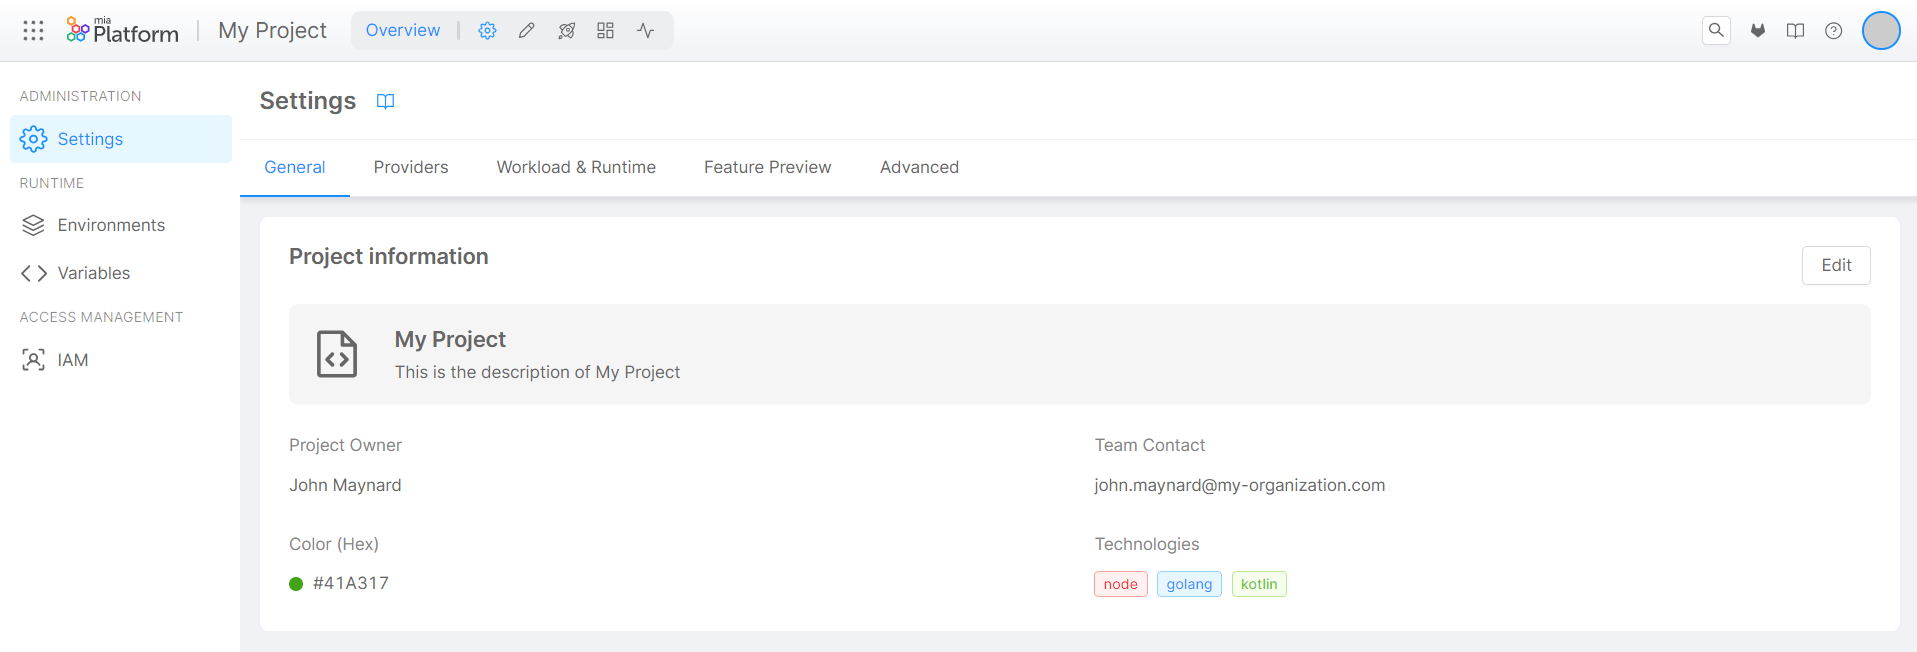 mia
Platform
My Project
Overview
ADMINISTRATION
Settings
RUNTIME
Environments
Variables
ACCESS MANAGEMENT
IAM
Settings
General Providers Workload & Runtime Feature Preview Advanced
Project information
Edit
My Project
This is the description of My Project
Project Owner
John Maynard
Team Contact
john.maynard@my-organization.com
Color (Hex)
#41A317
Technologies
node golang kotlin